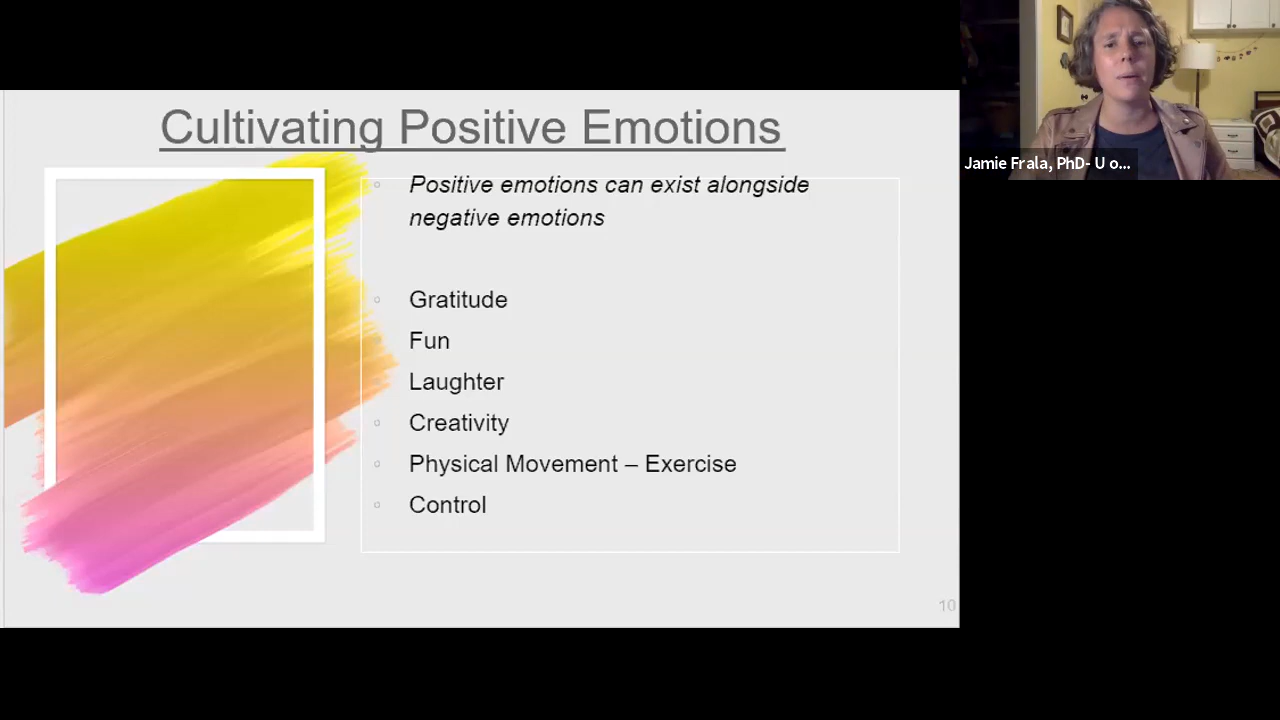 Cultivating Positive Emotions
Positive emotions can exist alongside
negative emotions
Gratitude
Fun
Laughter
Creativity
Physical Movement – Exercise
Control
10
Jamie Frala, PhD- U o...